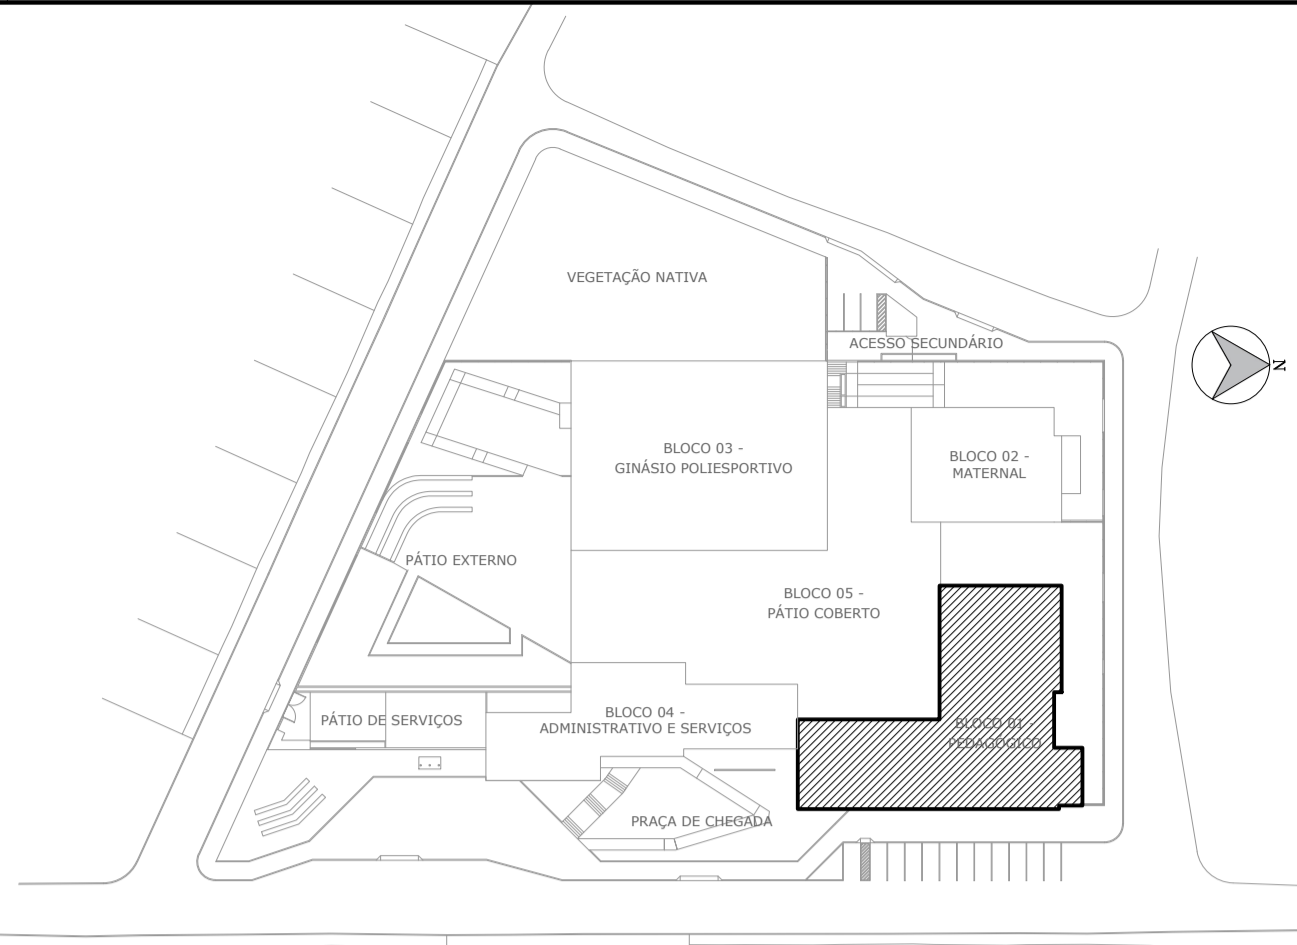 VEGETAÇÃO NATIVA
ACESSO SECUNDÁRIO
N
BLOCO 03 -
GINÁSIO POLIESPORTIVO
BLOCO 02 -
MATERNAL
PÁTIO EXTERNO
BLOCO 05 -
PÁTIO COBERTO
PÁTIO DE SERVIÇOS
BLOCO 04 -
ADMINISTRATIVO E SERVIÇOS
BLOCO 01 -
PEDAGÓGICO
PRAÇA DE CHEGADA